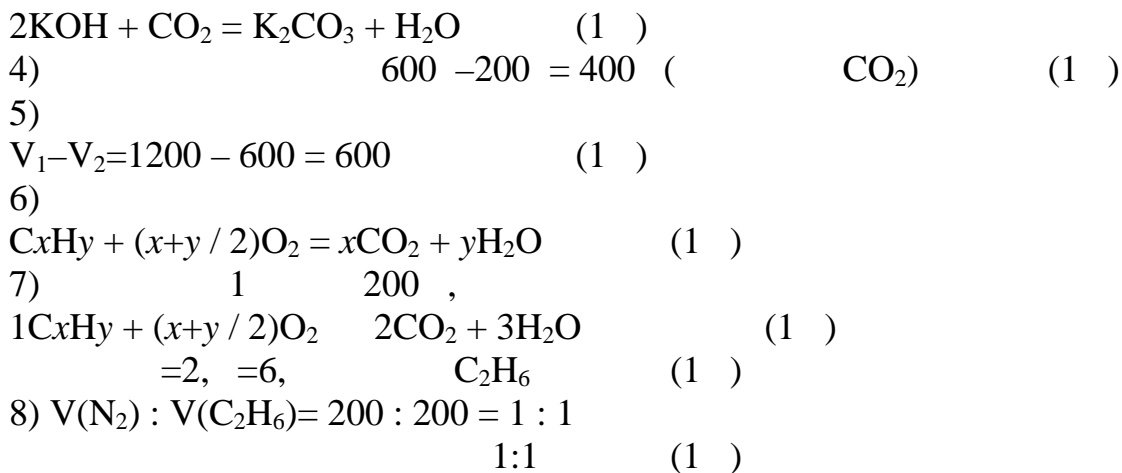 2KOH + CO₂ = K₂CO₃ + H₂O (1 )
4) 600 –200 = 400 ( CO₂) (1 )
5)
V₁–V₂=1200 – 600 = 600 (1 )
6)
CxHy + (x+y / 2)O₂ = xCO₂ + yH₂O (1 )
7) 1 200 ,
1CxHy + (x+y / 2)O₂ 2CO₂ + 3H₂O (1 )
=2, =6, C₂H₆ (1 )
8) V(N₂) : V(C₂H₆)= 200 : 200 = 1 : 1
1:1 (1 )